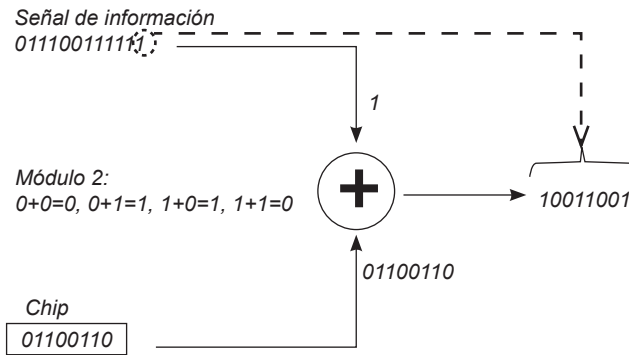 Señal de información
011100111111
1
Módulo 2:
0+0=0, 0+1=1, 1+0=1, 1+1=0
+
10011001
01100110
Chip
01100110